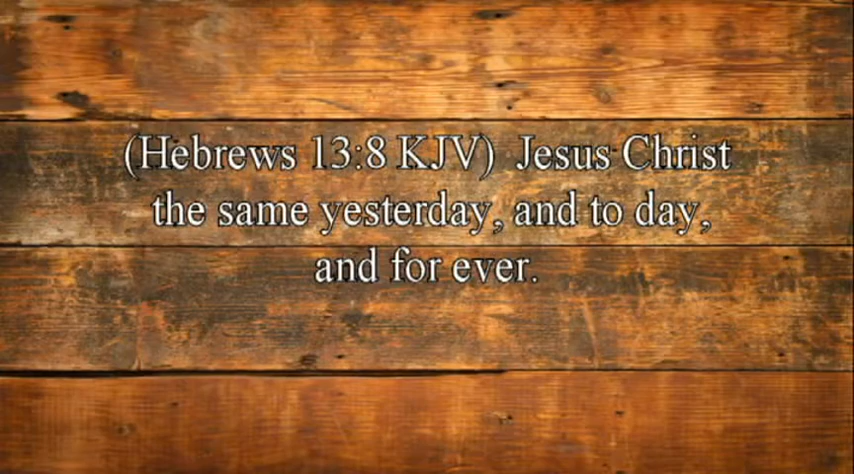 (Hebrews 13:8 KJV)  Jesus Christ
the same yesterday, and to day,
and for ever.